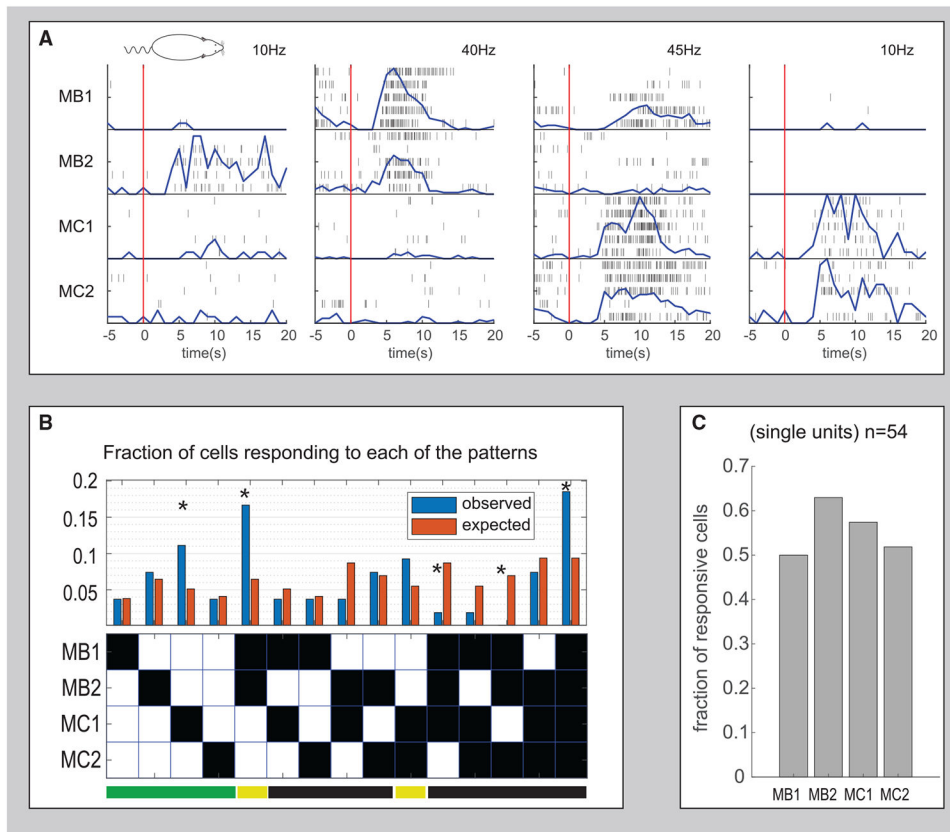 A
10Hz
40Hz
45Hz
10Hz
MB1
MB2
MC1
MC2
-5 0 5 10 15 20
-5 0 5 10 15 20
-5 0 5 10 15 20
-5 0 5 10 15 20
time(s)
time(s)
time(s)
time(s)
B
Fraction of cells responding to each of the patterns
0.2
0.15
0.1
0.05
* * * * *
observed
expected
MB1
MB2
MC1
MC2
C
(single units) n=54
fraction of responsive cells
0.7
0.6
0.5
0.4
0.3
0.2
0.1
0
MB1 MB2 MC1 MC2